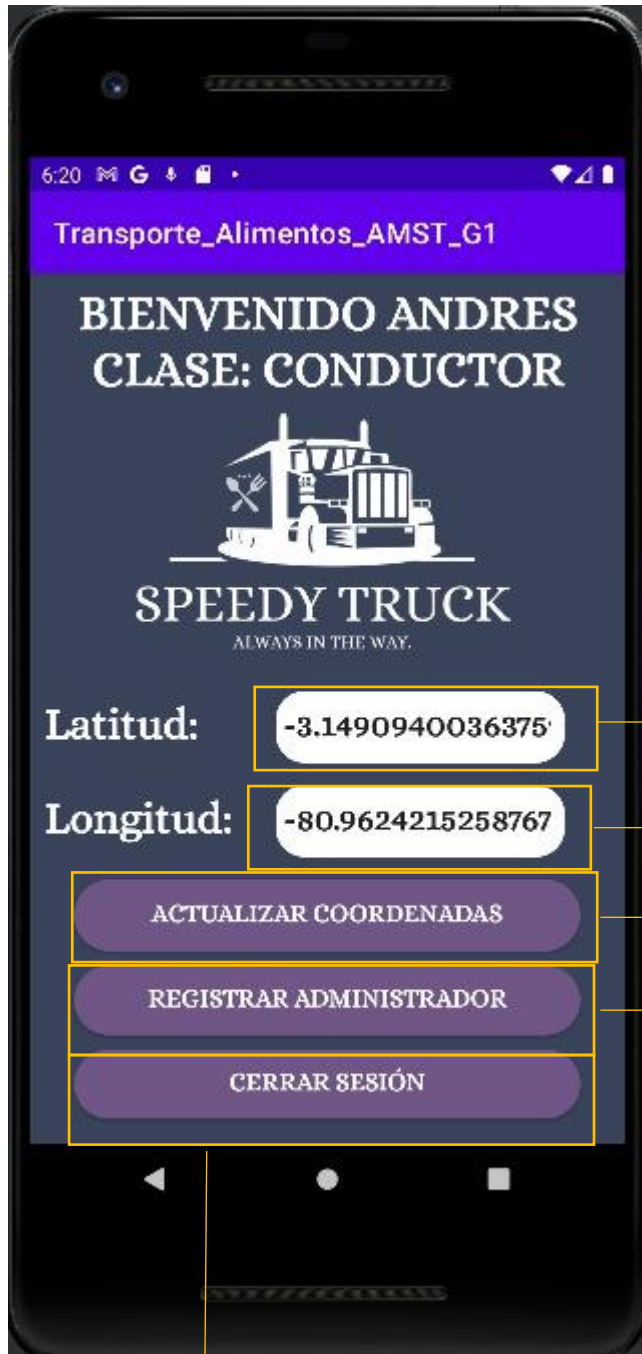 6:20
Transporte_Alimentos_AMST_G1
BIENVENIDO ANDRES
CLASE: CONDUCTOR
SPEEDY TRUCK
ALWAYS IN THE WAY.
Latitud: -3.1490940036375
Longitud: -80.9624215258767
ACTUALIZAR COORDENADAS
REGISTRAR ADMINISTRADOR
CERRAR SESIÓN